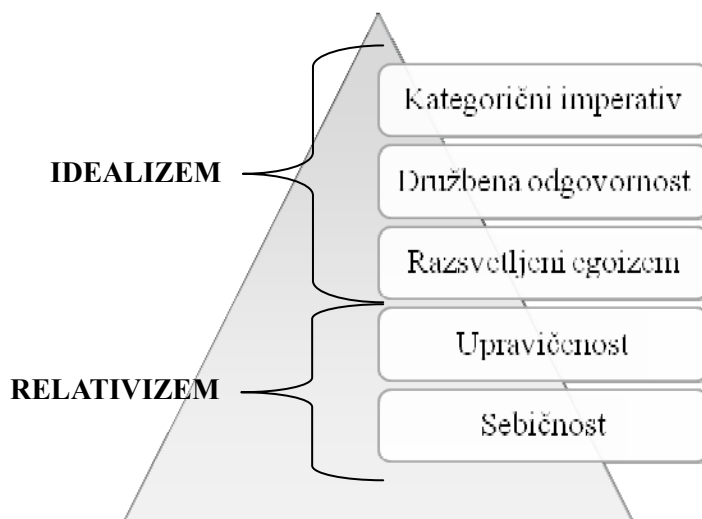 Kategorični imperativ
IDEALIZEM
Družbena odgovornost
Razsvetljeni egoizem
Upravičenost
RELATIVIZEM
Sebičnost